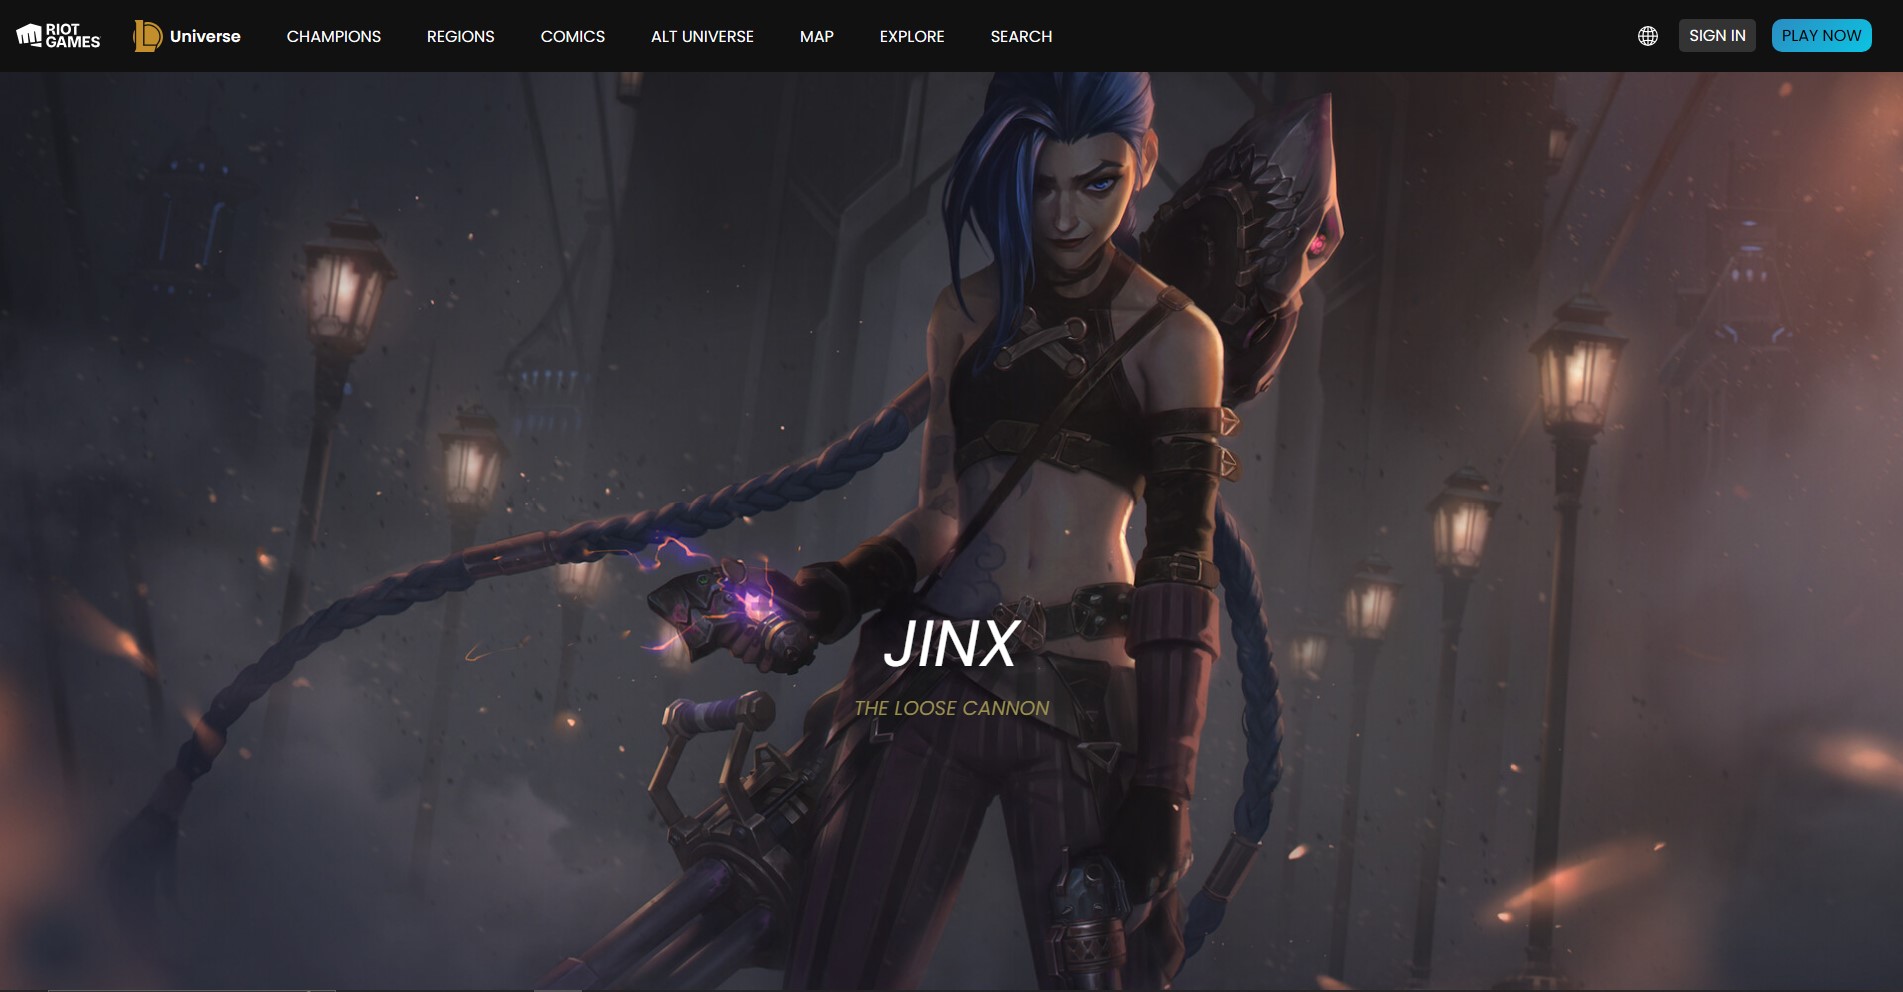 RIOT GAMES
Universe
CHAMPIONS
REGIONS
COMICS
ALT UNIVERSE
MAP
EXPLORE
SEARCH
SIGN IN
PLAY NOW
JINX
THE LOOSE CANNON